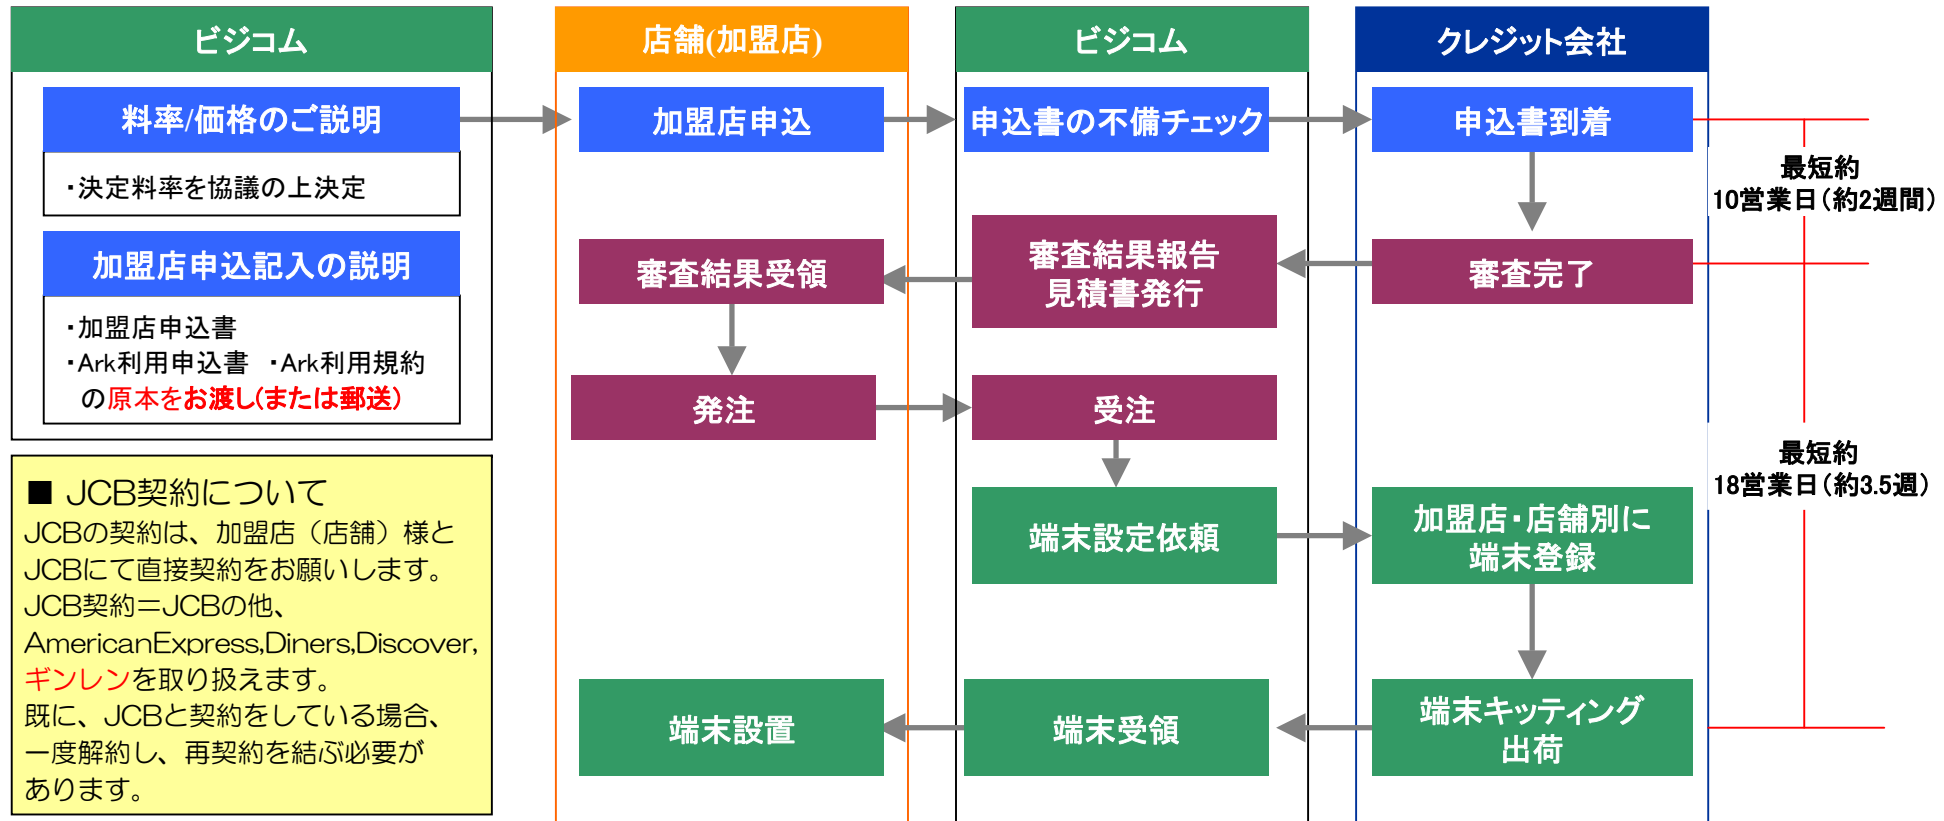 ビジコム
料率/価格のご説明
・決定料率を協議の上決定
加盟店申込記入の説明
・加盟店申込書
・Ark利用申込書 ・Ark利用規約
の原本をお渡し(または郵送)
■ JCB契約について
JCBの契約は、加盟店（店舗）様と
JCBにて直接契約をお願いします。
JCB契約＝JCBの他、
AmericanExpress,Diners,Discover,
ギンレンを取り扱えます。
既に、JCBと契約をしている場合、
一度解約し、再契約を結ぶ必要が
あります。
店舗(加盟店)
加盟店申込
審査結果受領
発注
端末設置
ビジコム
申込書の不備チェック
審査結果報告
見積書発行
受注
端末設定依頼
端末受領
クレジット会社
申込書到着
審査完了
加盟店・店舗別に
端末登録
端末キッティング
出荷
最短約
10営業日（約2週間）
最短約
18営業日（約3.5週）